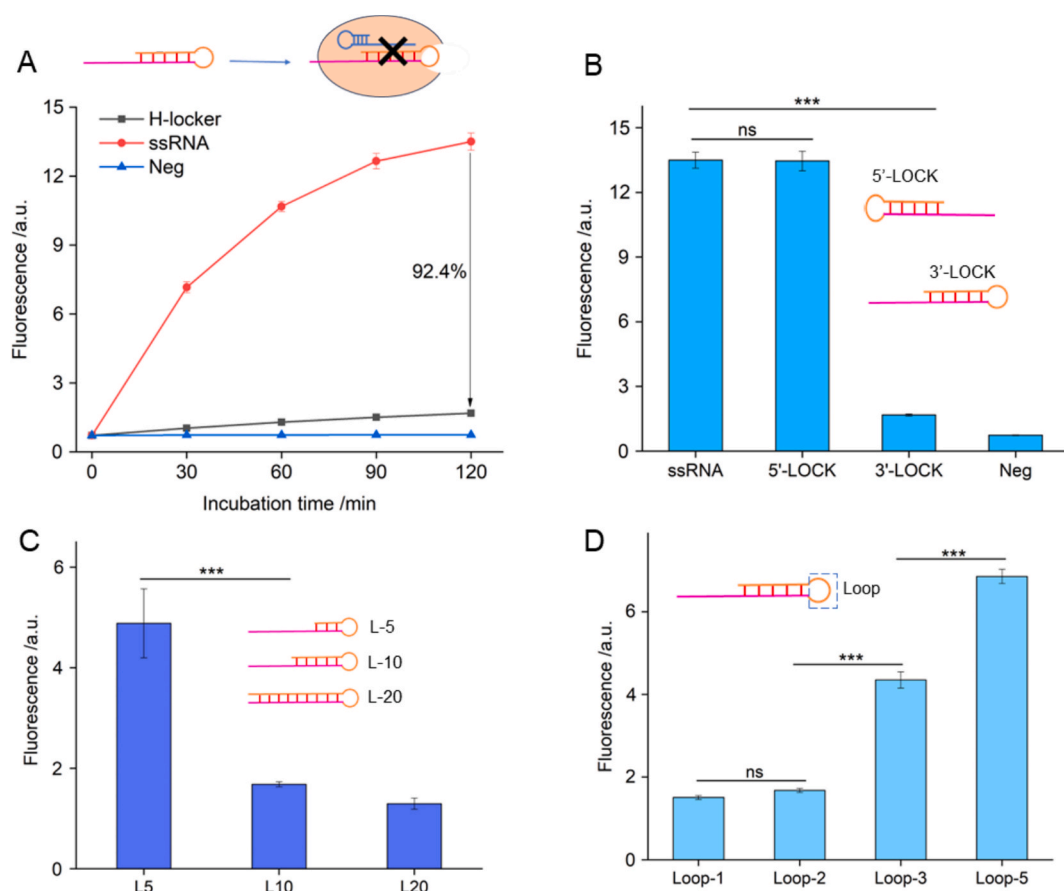 A
15
12
9
6
3
0
Fluorescence /a.u.
H-locker
ssRNA
Neg
92.4%
0 30 60 90 120
Incubation time /min
B
15
12
9
6
3
0
Fluorescence /a.u.
***
ns
5'-LOCK
3'-LOCK
ssRNA 5'-LOCK 3'-LOCK Neg
C
6
4
2
0
Fluorescence /a.u.
***
L-5
L-10
L-20
L5 L10 L20
D
6
4
2
0
Fluorescence /a.u.
***
Loop
***
ns
Loop-1 Loop-2 Loop-3 Loop-5